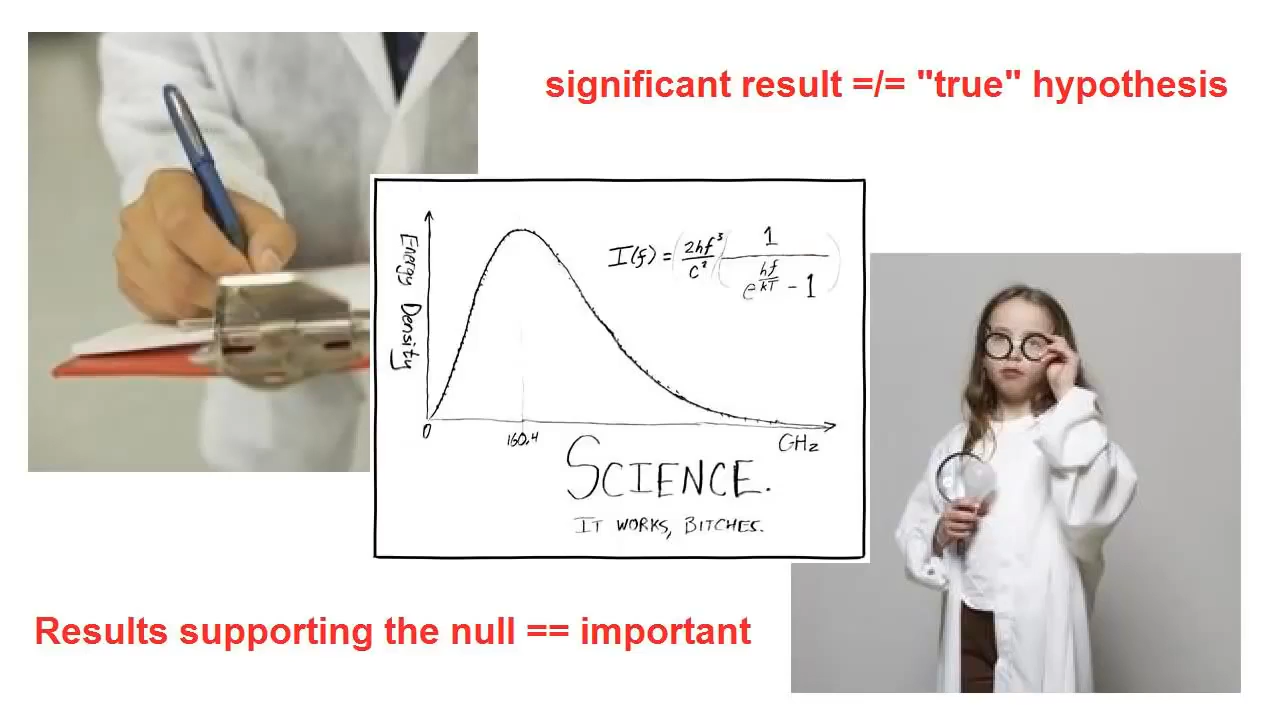 significant result =/= "true" hypothesis
Energy Density
I(f) = (2hf³/c²)(1/(e^(hf/kT) - 1))
0
160.4
GHz
SCIENCE.
IT WORKS, BITCHES.
Results supporting the null == important